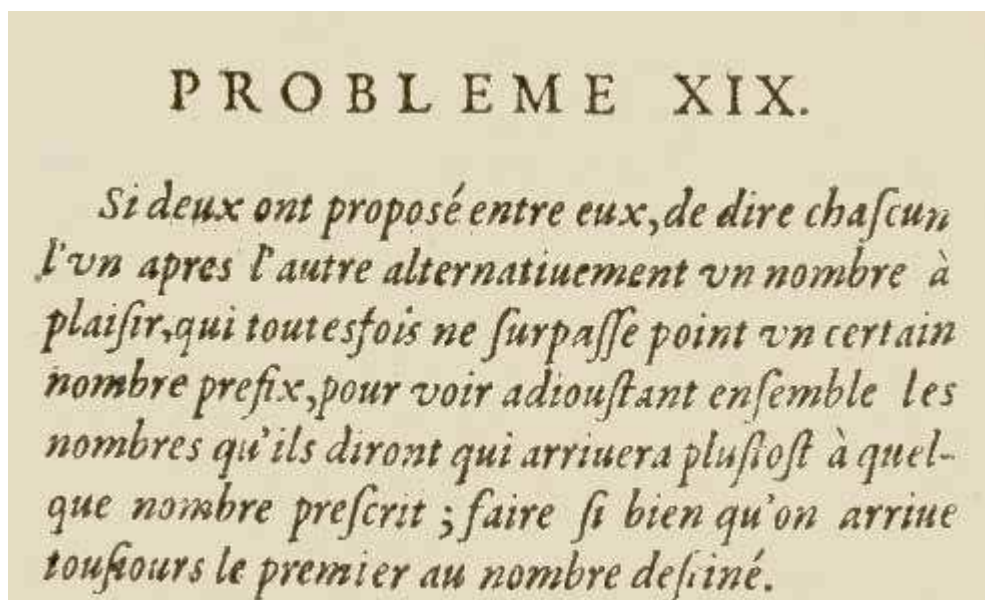 PROBLEME XIX.
Si deux ont proposé entre eux, de dire chaſcun
l'vn apres l'autre alternatiuement vn nombre à
plaiſir, qui toutesfois ne ſurpaſſe point vn certain
nombre prefix, pour voir adiouſtant enſemble les
nombres qu'ils diront qui arriuera pluſtoſt à quel-
que nombre preſcrit ; faire ſi bien qu'on arriue
touſiours le premier au nombre deſtiné.